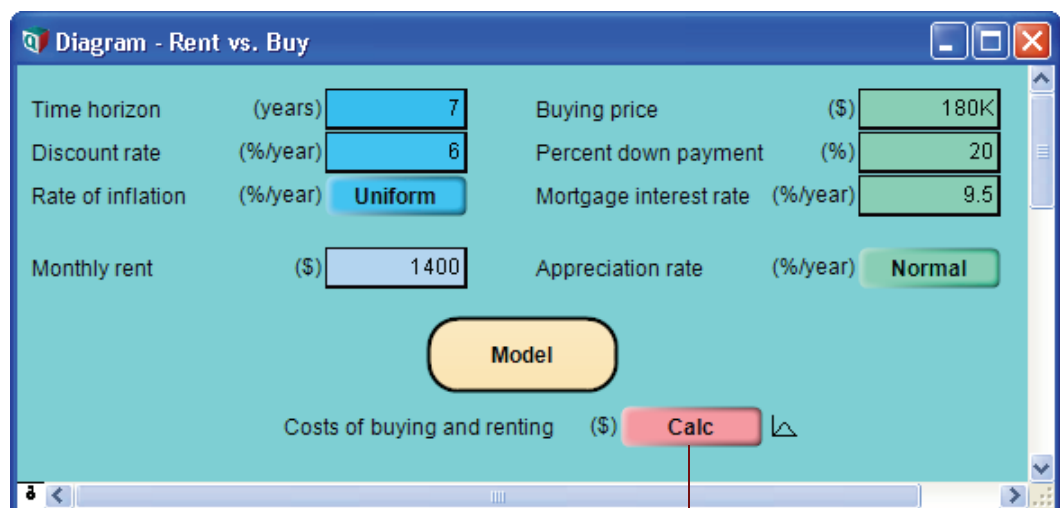 Diagram - Rent vs. Buy
Time horizon (years) 7 Buying price ($) 180K
Discount rate (%/year) 6 Percent down payment (%) 20
Rate of inflation (%/year) Uniform Mortgage interest rate (%/year) 9.5
Monthly rent ($) 1400 Appreciation rate (%/year) Normal
Model
Costs of buying and renting ($) Calc